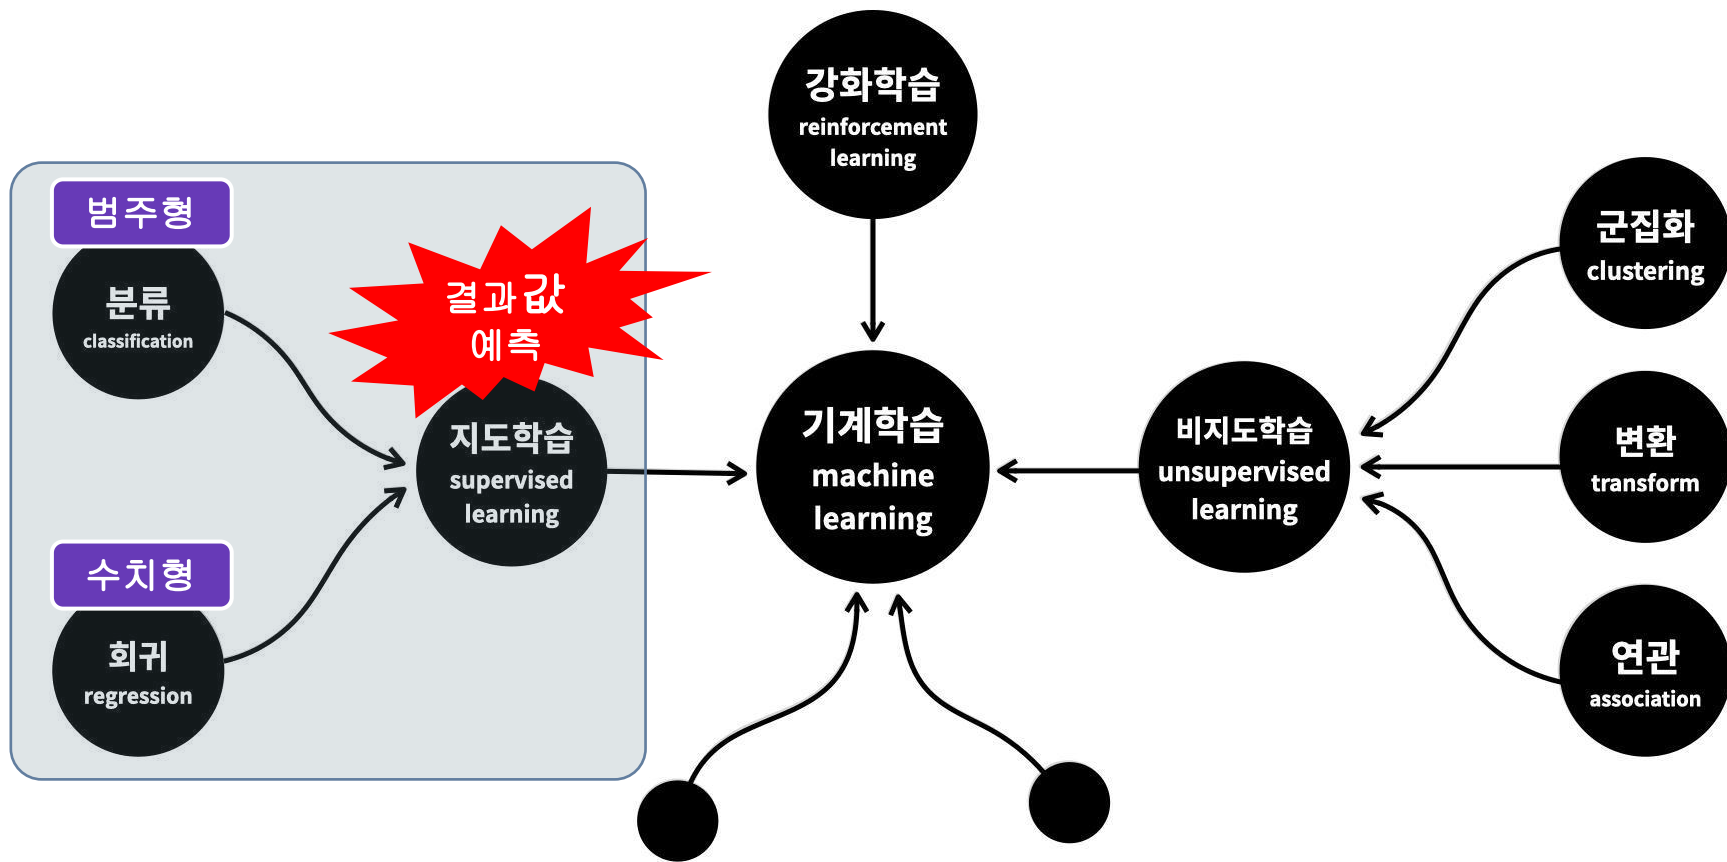 강화학습
reinforcement
learning
범주형
분류
classification
결과값
예측
지도학습
supervised
learning
수치형
회귀
regression
기계학습
machine
learning
비지도학습
unsupervised
learning
군집화
clustering
변환
transform
연관
association